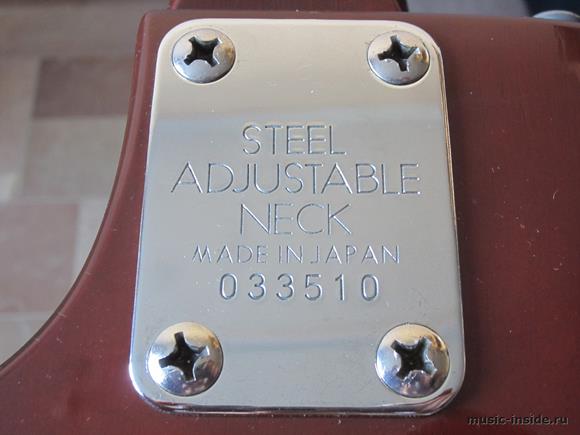 STEEL
ADJUSTABLE
NECK
MADE IN JAPAN
033510
music-inside.ru